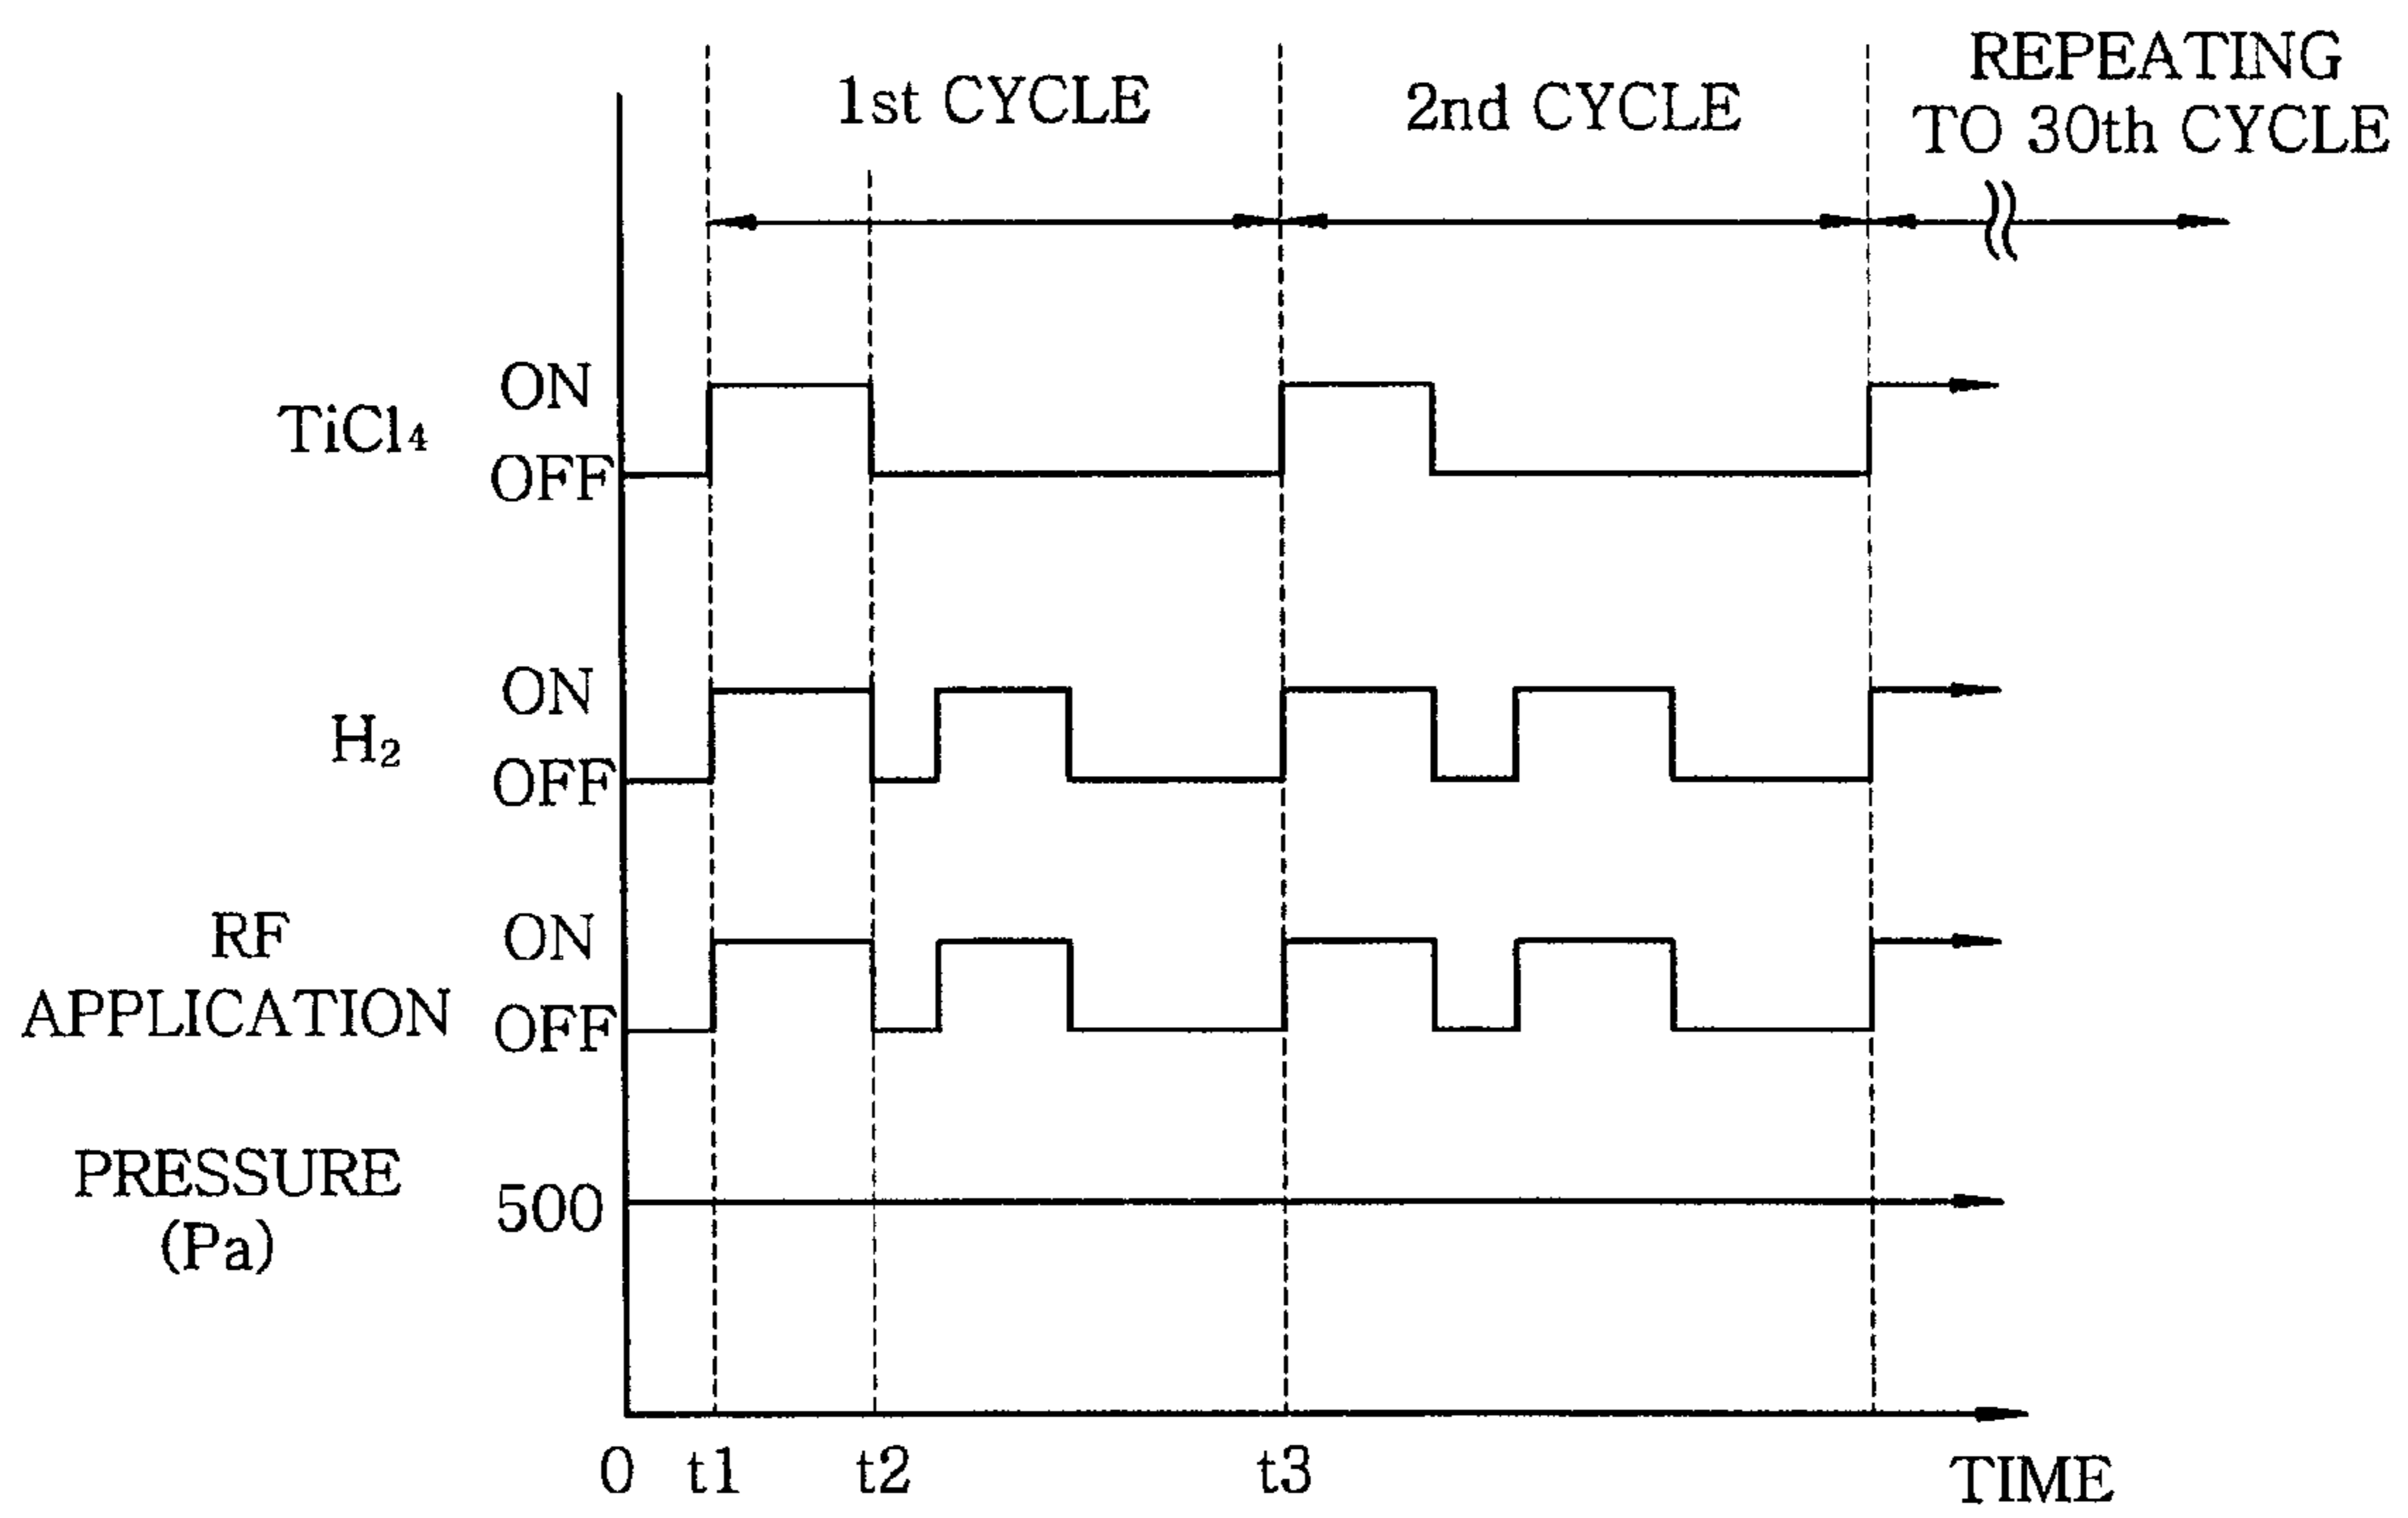 REPEATING
1st CYCLE
2nd CYCLE
TO 30th CYCLE
ON
TiCl4
OFF
ON
H2
OFF
RF
ON
APPLICATION
OFF
PRESSURE
500
(Pa)
0 t1 t2 t3 TIME